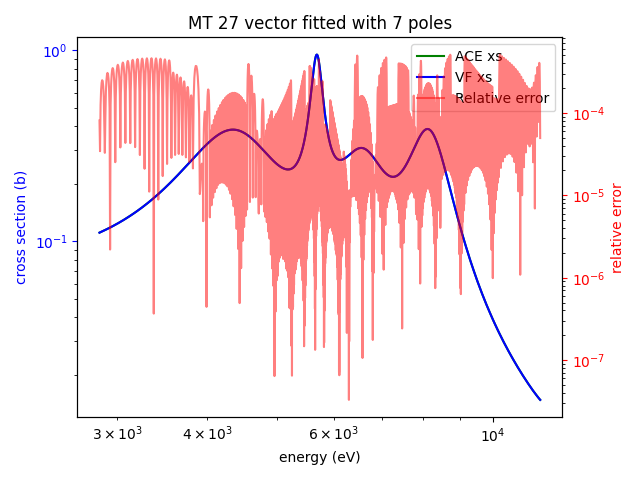 MT 27 vector fitted with 7 poles
ACE xs
VF xs
Relative error
10⁰
10⁻¹
cross section (b)
10⁻⁴
10⁻⁵
10⁻⁶
10⁻⁷
relative error
3 × 10³ 4 × 10³ 6 × 10³ 10⁴
energy (eV)